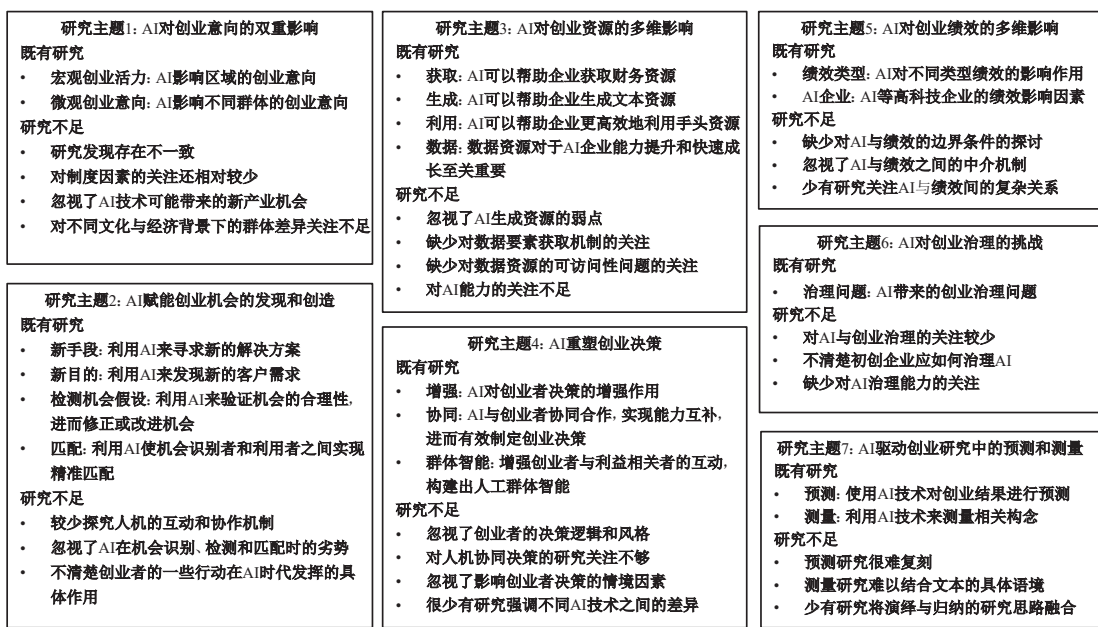 研究主题1: AI对创业意向的双重影响
既有研究
• 宏观创业活力: AI影响区域的创业意向
• 微观创业意向: AI影响不同群体的创业意向
研究不足
• 研究发现存在不一致
• 对制度因素的关注还相对较少
• 忽视了AI技术可能带来的新产业机会
• 对不同文化与经济背景下的群体差异关注不足
研究主题2: AI赋能创业机会的发现和创造
既有研究
• 新手段: 利用AI来寻求新的解决方案
• 新目的: 利用AI来发现新的客户需求
• 检测机会假设: 利用AI来验证机会的合理性,
进而修正或改进机会
• 匹配: 利用AI使机会识别者和利用者之间实现
精准匹配
研究不足
• 较少探究人机的互动和协作机制
• 忽视了AI在机会识别、检测和匹配时的劣势
• 不清楚创业者的一些行动在AI时代发挥的具
体作用
研究主题3: AI对创业资源的多维影响
既有研究
• 获取: AI可以帮助企业获取财务资源
• 生成: AI可以帮助企业生成文本资源
• 利用: AI可以帮助企业更高效地利用手头资源
• 数据: 数据资源对于AI企业能力提升和快速成
长至关重要
研究不足
• 忽视了AI生成资源的弱点
• 缺少对数据要素获取机制的关注
• 缺少对数据资源的可访问性问题的关注
• 对AI能力的关注不足
研究主题4: AI重塑创业决策
既有研究
• 增强: AI对创业者决策的增强作用
• 协同: AI与创业者协同合作, 实现能力互补,
进而有效制定创业决策
• 群体智能: 增强创业者与利益相关者的互动,
构建出人工群体智能
研究不足
• 忽视了创业者的决策逻辑和风格
• 对人机协同决策的研究关注不够
• 忽视了影响创业者决策的情境因素
• 很少有研究强调不同AI技术之间的差异
研究主题5: AI对创业绩效的多维影响
既有研究
• 绩效类型: AI对不同类型绩效的影响作用
• AI企业: AI等高科技企业的绩效影响因素
研究不足
• 缺少对AI与绩效的边界条件的探讨
• 忽视了AI与绩效之间的中介机制
• 少有研究关注AI与绩效间的复杂关系
研究主题6: AI对创业治理的挑战
既有研究
• 治理问题: AI带来的创业治理问题
研究不足
• 对AI与创业治理的关注较少
• 不清楚初创企业应如何治理AI
• 缺少对AI治理能力的关注
研究主题7: AI驱动创业研究中的预测和测量
既有研究
• 预测: 使用AI技术对创业结果进行预测
• 测量: 利用AI技术来测量相关构念
研究不足
• 预测研究很难复刻
• 测量研究难以结合文本的具体语境
• 少有研究将演绎与归纳的研究思路融合